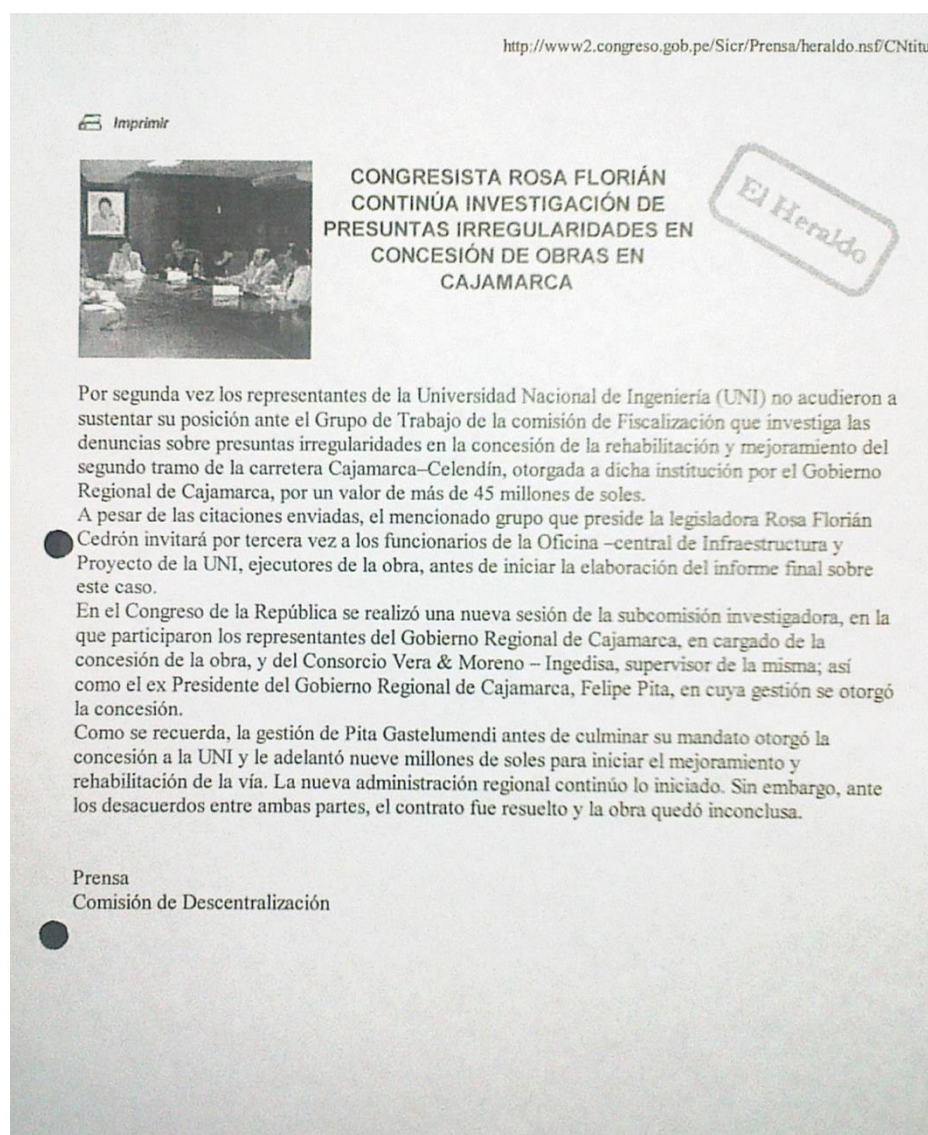 http://www2.congreso.gob.pe/Sicr/Prensa/heraldo.nsf/CNtitu
Imprimir
CONGRESISTA ROSA FLORIÁN
CONTINÚA INVESTIGACIÓN DE
PRESUNTAS IRREGULARIDADES EN
CONCESIÓN DE OBRAS EN
CAJAMARCA
El Heraldo
Por segunda vez los representantes de la Universidad Nacional de Ingeniería (UNI) no acudieron a
sustentar su posición ante el Grupo de Trabajo de la comisión de Fiscalización que investiga las
denuncias sobre presuntas irregularidades en la concesión de la rehabilitación y mejoramiento del
segundo tramo de la carretera Cajamarca–Celendín, otorgada a dicha institución por el Gobierno
Regional de Cajamarca, por un valor de más de 45 millones de soles.
A pesar de las citaciones enviadas, el mencionado grupo que preside la legisladora Rosa Florián
Cedrón invitará por tercera vez a los funcionarios de la Oficina –central de Infraestructura y
Proyecto de la UNI, ejecutores de la obra, antes de iniciar la elaboración del informe final sobre
este caso.
En el Congreso de la República se realizó una nueva sesión de la subcomisión investigadora, en la
que participaron los representantes del Gobierno Regional de Cajamarca, en cargado de la
concesión de la obra, y del Consorcio Vera & Moreno – Ingedisa, supervisor de la misma; así
como el ex Presidente del Gobierno Regional de Cajamarca, Felipe Pita, en cuya gestión se otorgó
la concesión.
Como se recuerda, la gestión de Pita Gastelumendi antes de culminar su mandato otorgó la
concesión a la UNI y le adelantó nueve millones de soles para iniciar el mejoramiento y
rehabilitación de la vía. La nueva administración regional continúo lo iniciado. Sin embargo, ante
los desacuerdos entre ambas partes, el contrato fue resuelto y la obra quedó inconclusa.
Prensa
Comisión de Descentralización